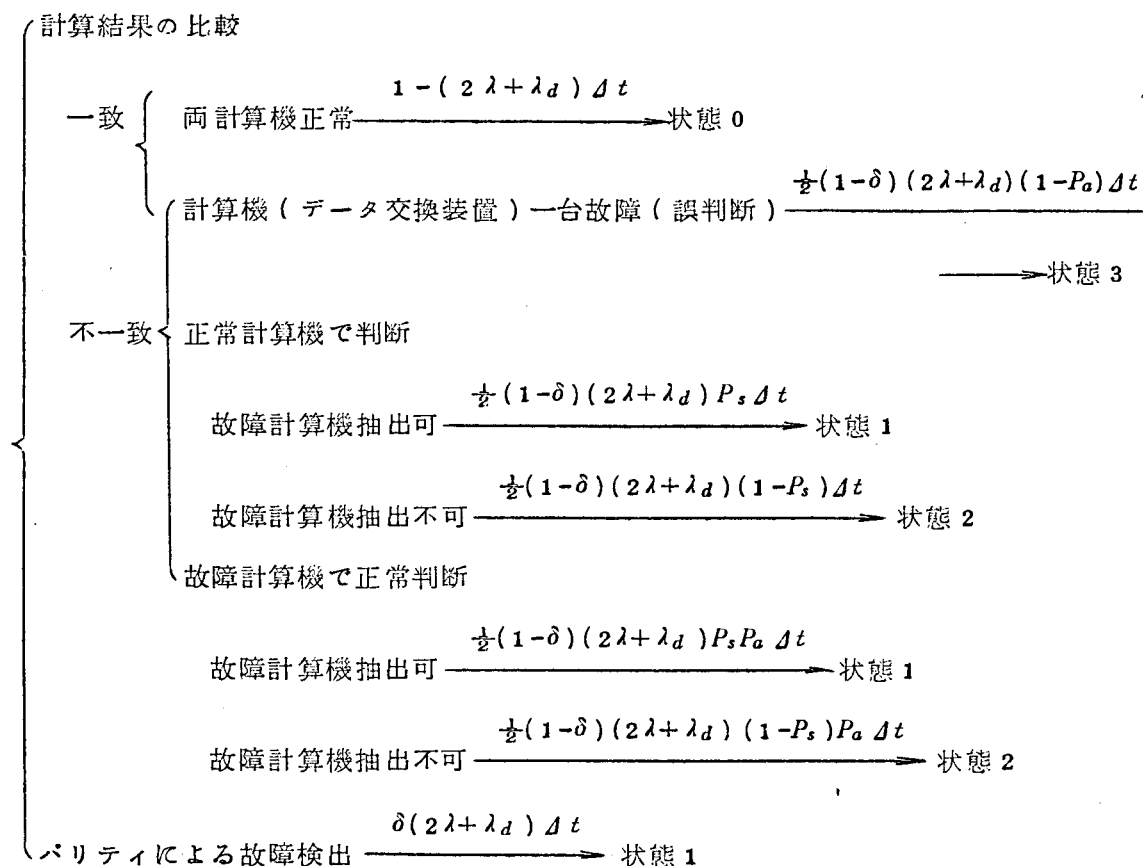 計算結果の比較
1-(2λ+λd)Δt
一致 両計算機正常 → 状態0
½(1-δ)(2λ+λd)(1-Pa)Δt
計算機(データ交換装置)一台故障(誤判断)
→ 状態3
不一致 正常計算機で判断
½(1-δ)(2λ+λd)PsΔt
故障計算機抽出可 → 状態1
½(1-δ)(2λ+λd)(1-Ps)Δt
故障計算機抽出不可 → 状態2
故障計算機で正常判断
½(1-δ)(2λ+λd)PsPaΔt
故障計算機抽出可 → 状態1
½(1-δ)(2λ+λd)(1-Ps)PaΔt
故障計算機抽出不可 → 状態2
δ(2λ+λd)Δt
パリティによる故障検出 → 状態1